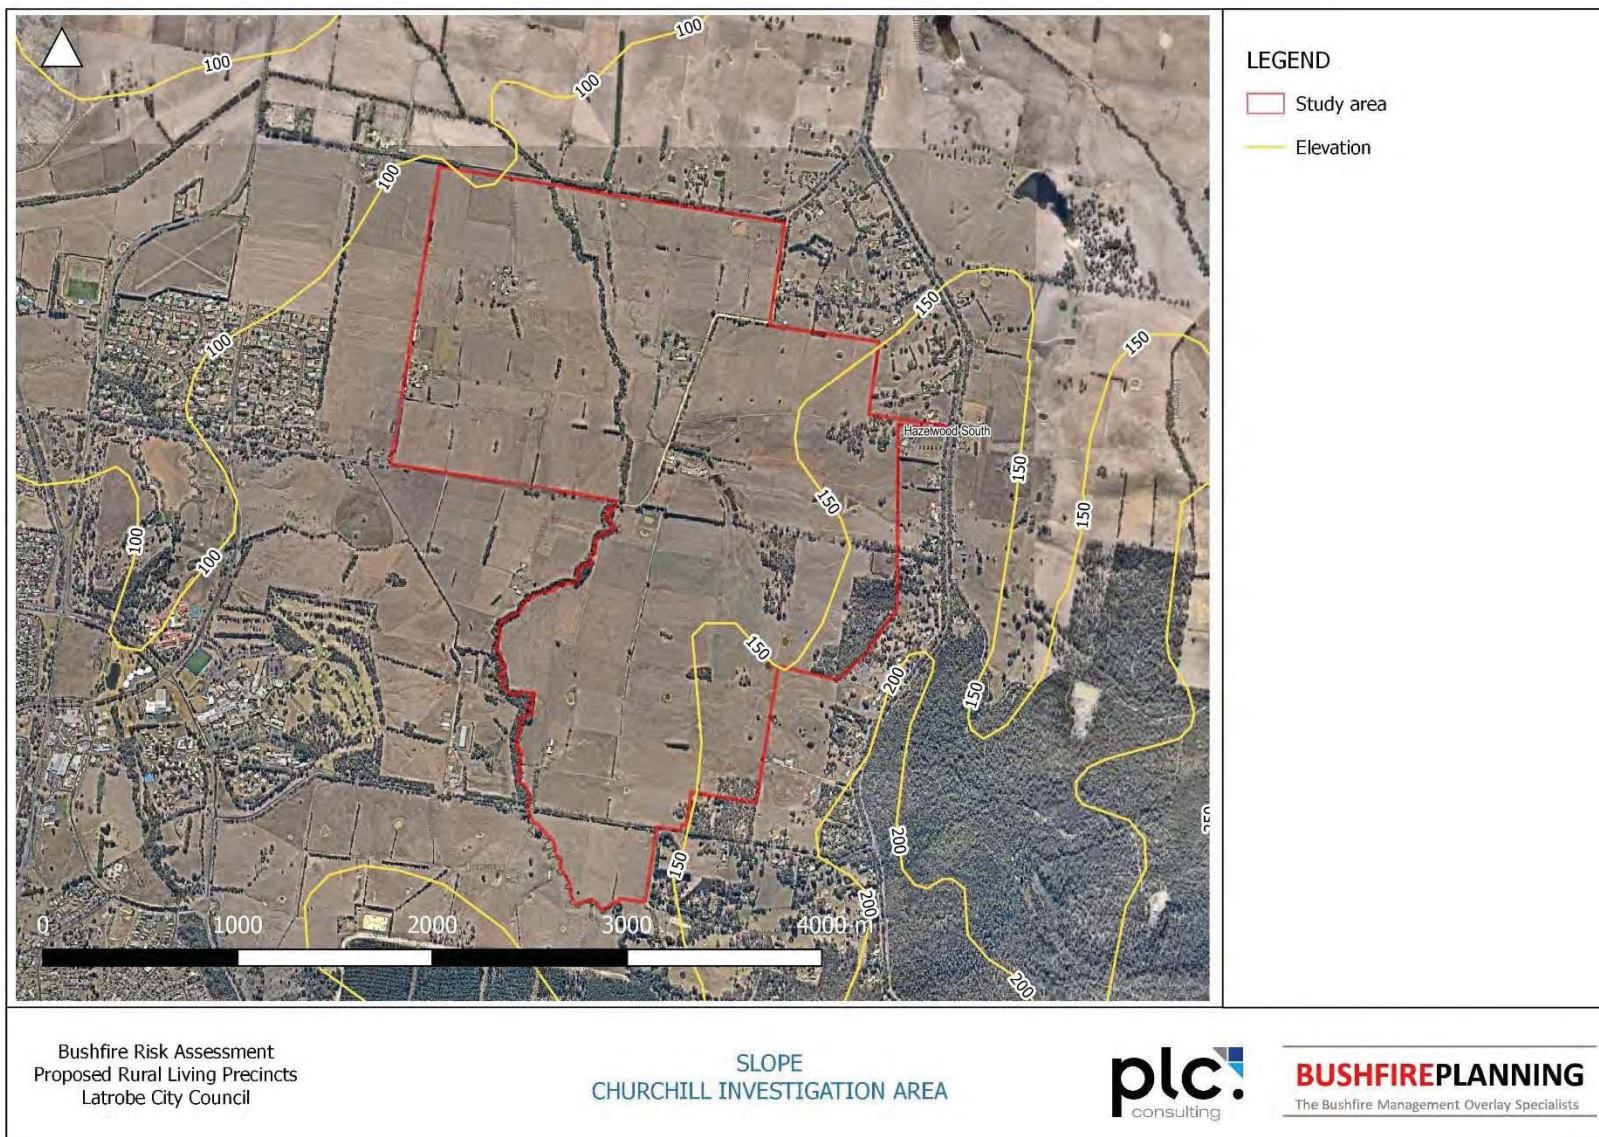 100
100
100
100
100
100
100
150
150
150
150
150
Hazelwood South
150
150
150
200
200
200
200
0
1000
2000
3000
4000 m
LEGEND
Study area
Elevation
Bushfire Risk Assessment
Proposed Rural Living Precincts
Latrobe City Council
SLOPE
CHURCHILL INVESTIGATION AREA
plc.
consulting
BUSHFIREPLANNING
The Bushfire Management Overlay Specialists